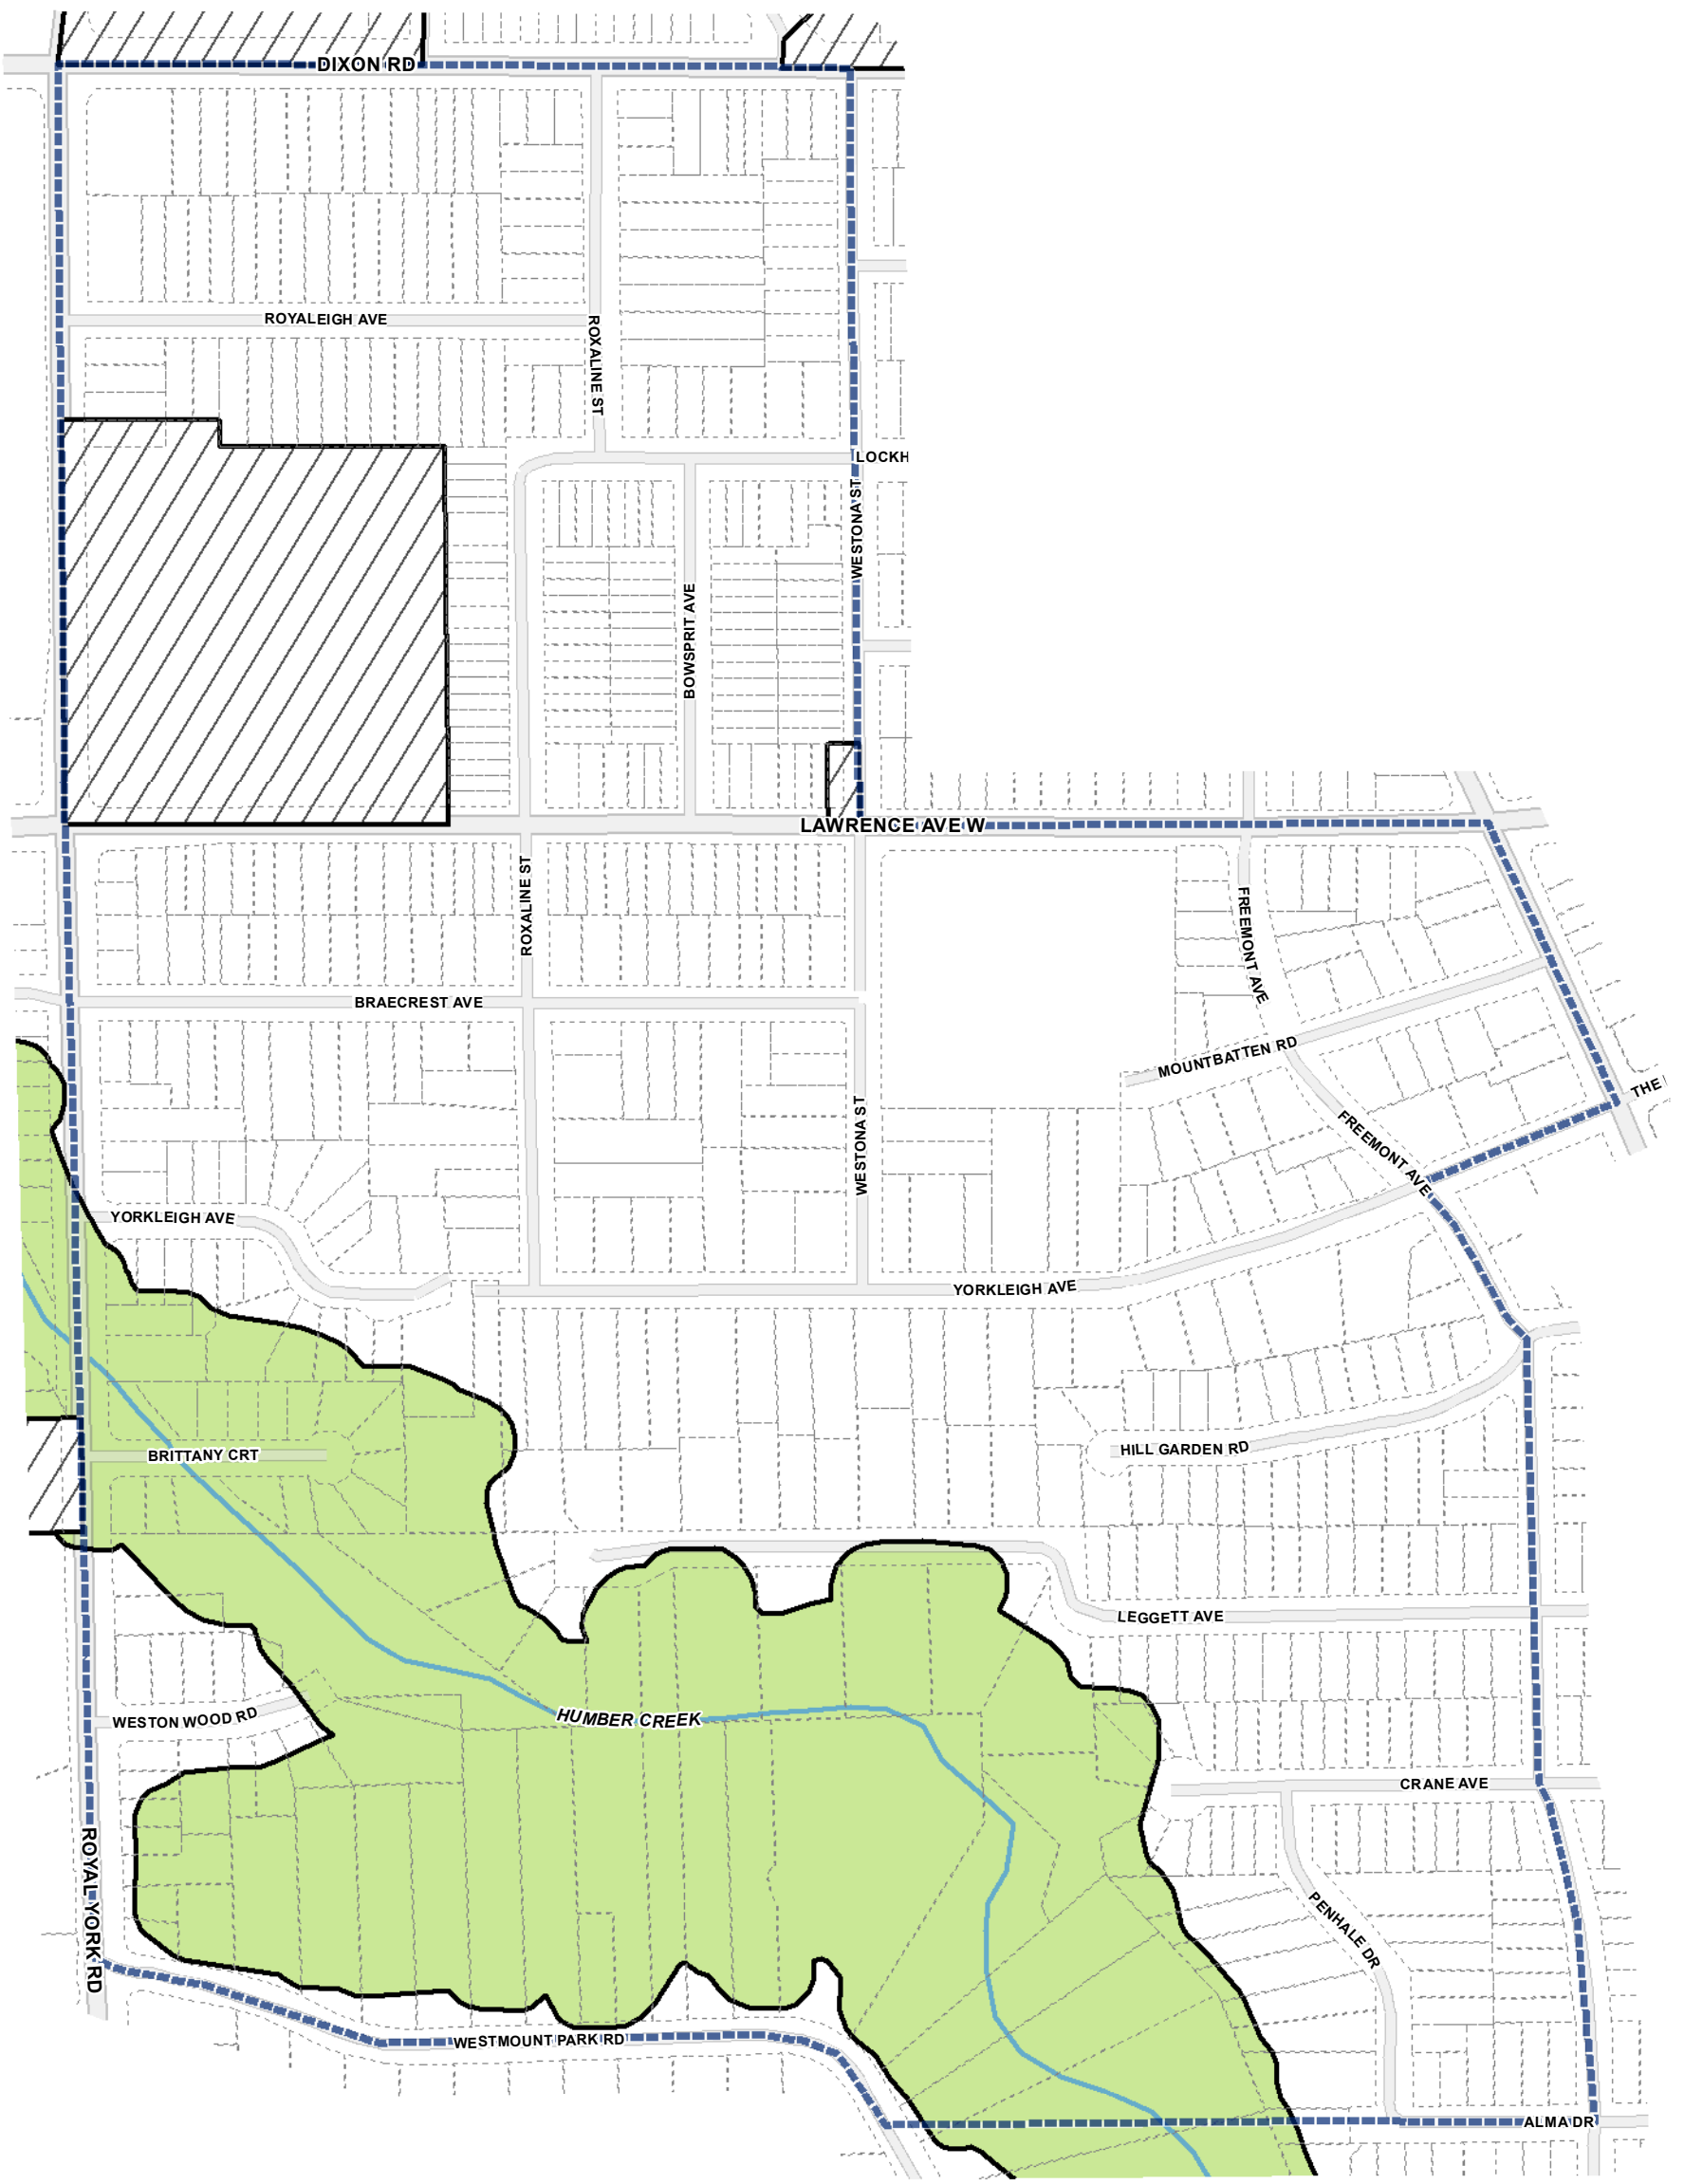 DIXON RD
ROYALEIGH AVE
ROXALINE ST
LOCKH
WESTONA ST
BOWSPRIT AVE
LAWRENCE AVE W
ROXALINE ST
FREEMONT AVE
BRAECREST AVE
MOUNTBATTEN RD
THE
FREEMONT AVE
WESTONA ST
YORKLEIGH AVE
YORKLEIGH AVE
HILL GARDEN RD
BRITTANY CRT
LEGGETT AVE
WESTON WOOD RD
HUMBER CREEK
CRANE AVE
ROYAL YORK RD
PENHALE DR
WESTMOUNT PARK RD
ALMA DR